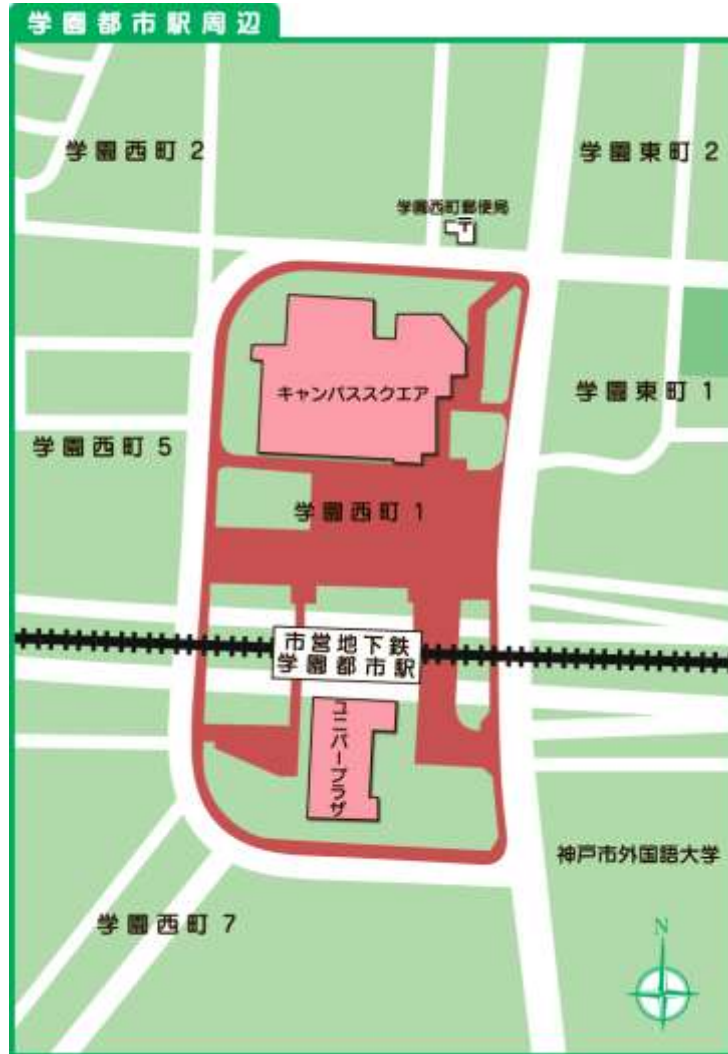 学園都市駅周辺
学園西町 2
学園東町 2
学園西町郵便局
〒
キャンパススクエア
学園東町 1
学園西町 5
学園西町 1
市営地下鉄
学園都市駅
ユニバープラザ
神戸市外国語大学
学園西町 7
N